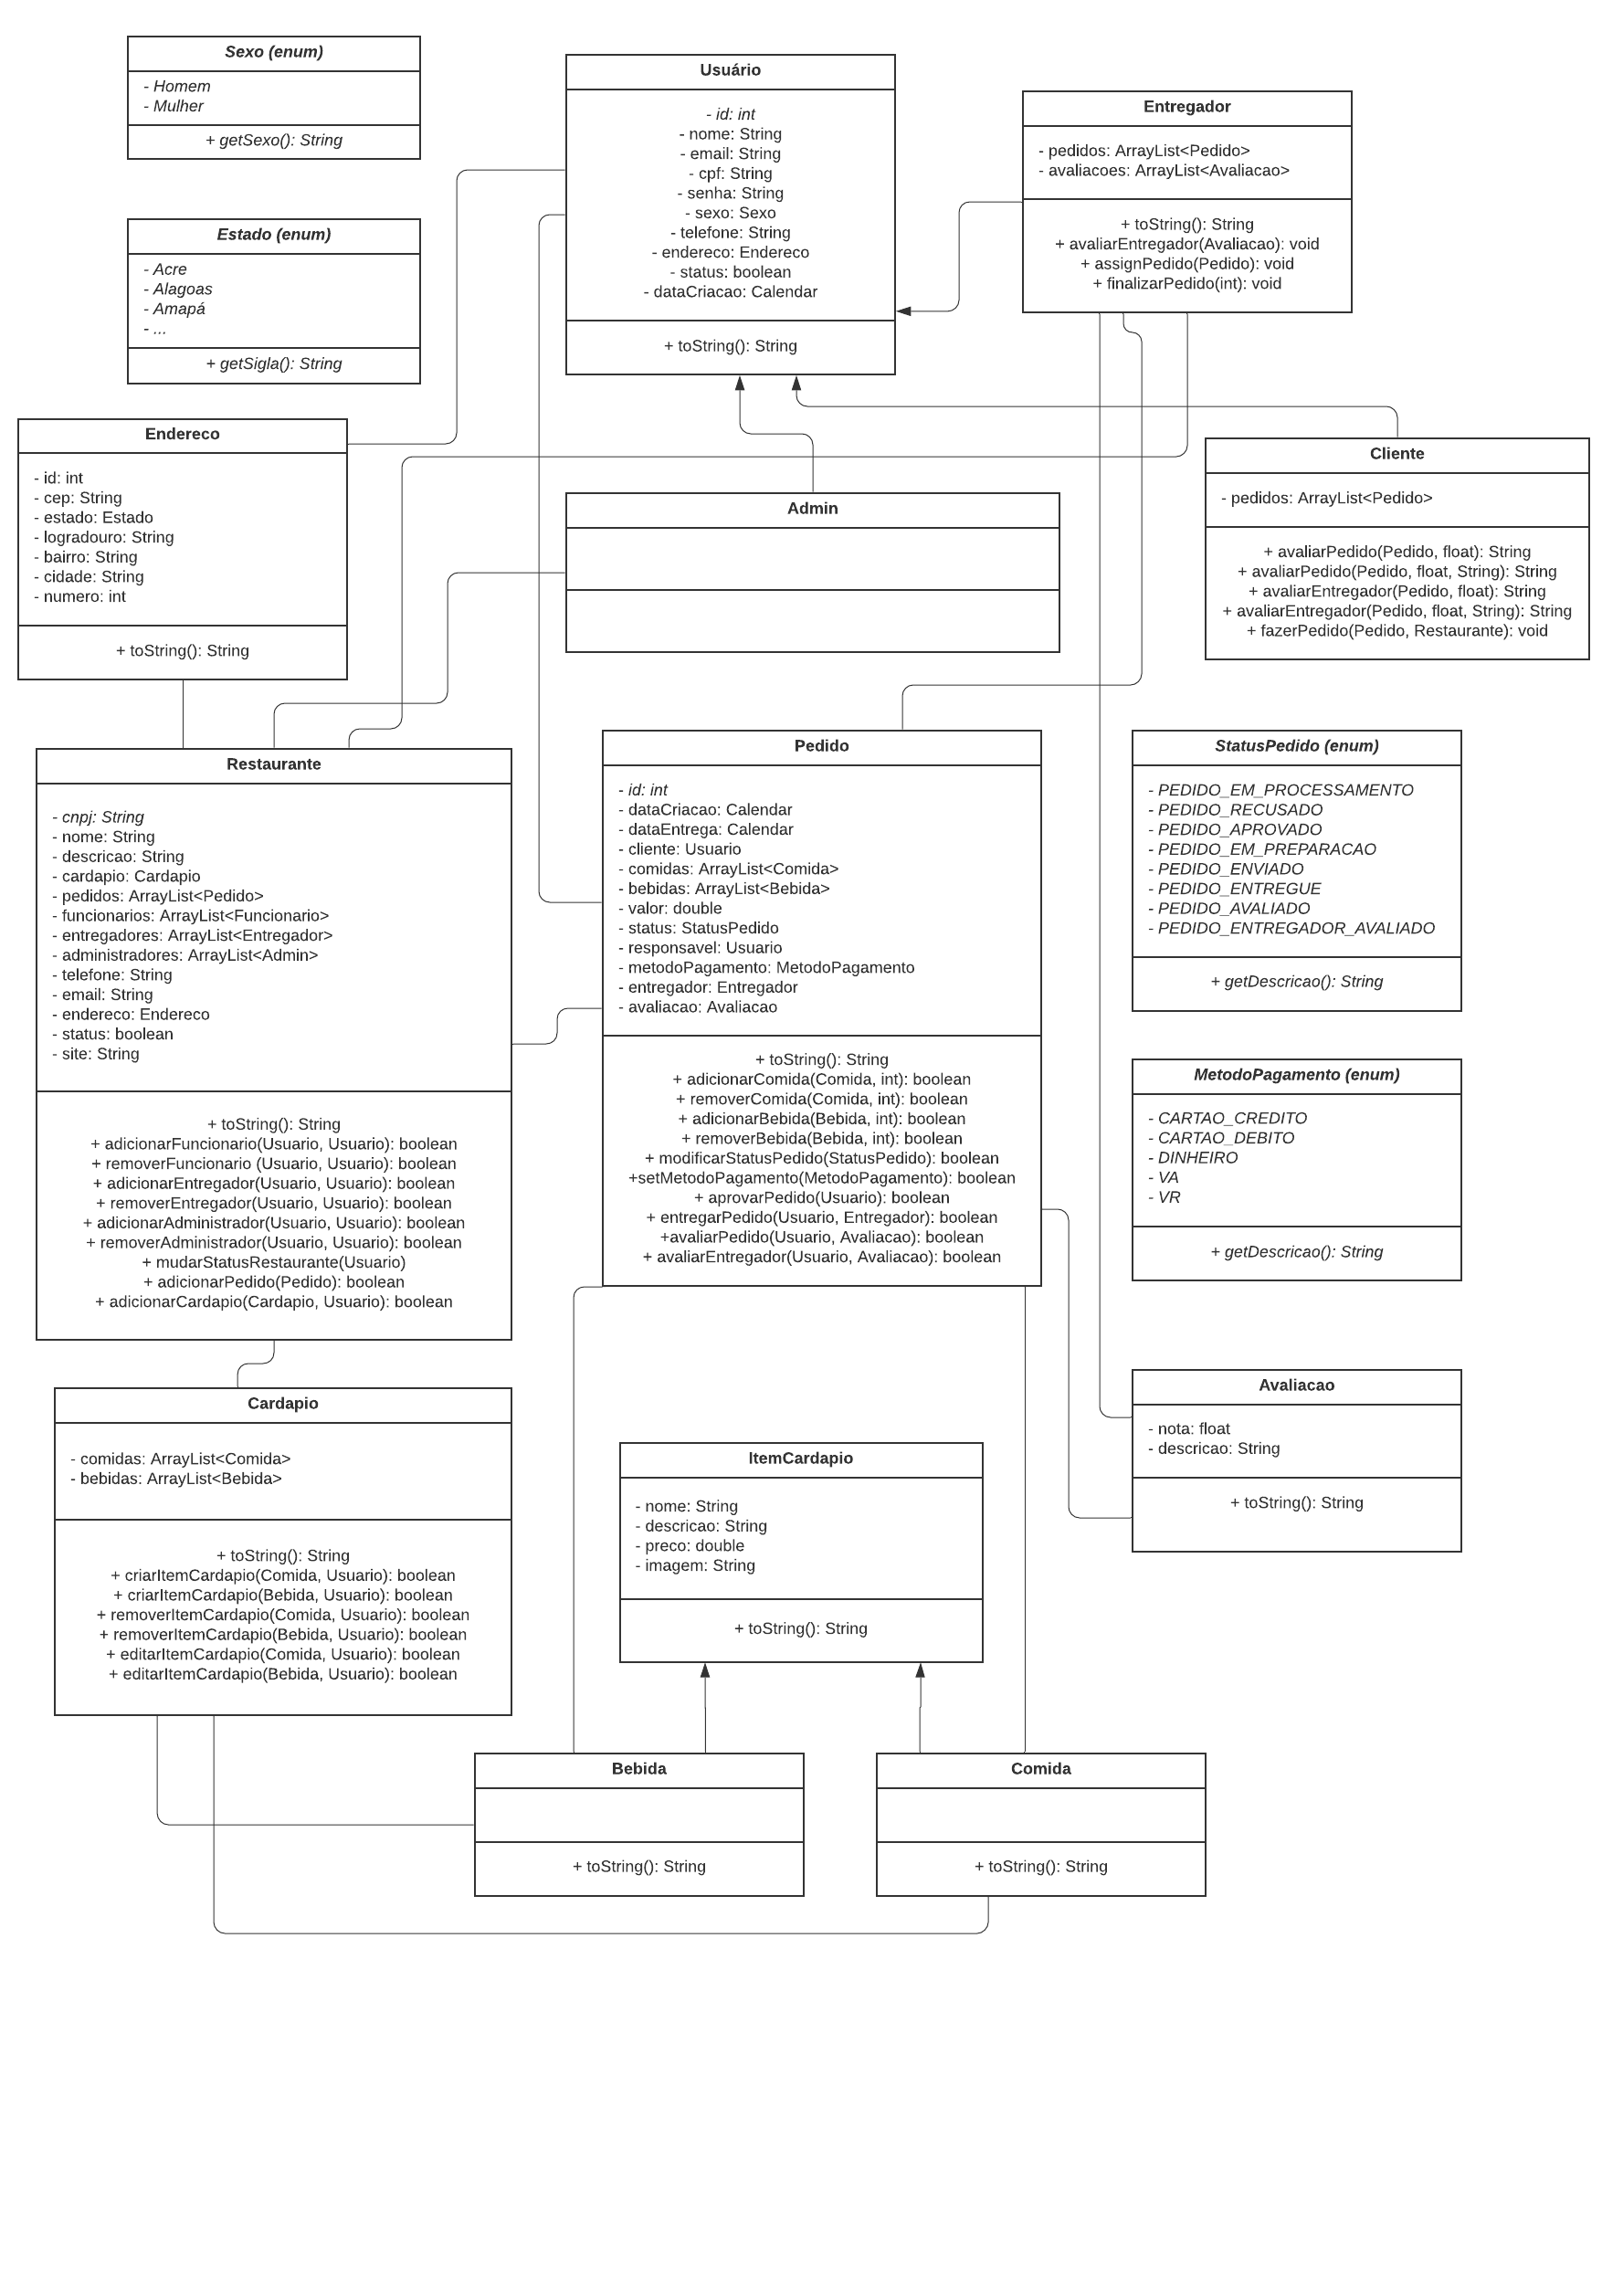 Sexo (enum)
- Homem
- Mulher
+ getSexo(): String
Usuário
- id: int
- nome: String
- email: String
- cpf: String
- senha: String
- sexo: Sexo
- telefone: String
- endereco: Endereco
- status: boolean
- dataCriacao: Calendar
+ toString(): String
Entregador
- pedidos: ArrayList<Pedido>
- avaliacoes: ArrayList<Avaliacao>
+ toString(): String
+ avaliarEntregador(Avaliacao): void
+ assignPedido(Pedido): void
+ finalizarPedido(int): void
Estado (enum)
- Acre
- Alagoas
- Amapá
- ...
+ getSigla(): String
Endereco
- id: int
- cep: String
- estado: Estado
- logradouro: String
- bairro: String
- cidade: String
- numero: int
+ toString(): String
Admin
Cliente
- pedidos: ArrayList<Pedido>
+ avaliarPedido(Pedido, float): String
+ avaliarPedido(Pedido, float, String): String
+ avaliarEntregador(Pedido, float): String
+ avaliarEntregador(Pedido, float, String): String
+ fazerPedido(Pedido, Restaurante): void
Restaurante
- cnpj: String
- nome: String
- descricao: String
- cardapio: Cardapio
- pedidos: ArrayList<Pedido>
- funcionarios: ArrayList<Funcionario>
- entregadores: ArrayList<Entregador>
- administradores: ArrayList<Admin>
- telefone: String
- email: String
- endereco: Endereco
- status: boolean
- site: String
+ toString(): String
+ adicionarFuncionario(Usuario, Usuario): boolean
+ removerFuncionario (Usuario, Usuario): boolean
+ adicionarEntregador(Usuario, Usuario): boolean
+ removerEntregador(Usuario, Usuario): boolean
+ adicionarAdministrador(Usuario, Usuario): boolean
+ removerAdministrador(Usuario, Usuario): boolean
+ mudarStatusRestaurante(Usuario)
+ adicionarPedido(Pedido): boolean
+ adicionarCardapio(Cardapio, Usuario): boolean
Pedido
- id: int
- dataCriacao: Calendar
- dataEntrega: Calendar
- cliente: Usuario
- comidas: ArrayList<Comida>
- bebidas: ArrayList<Bebida>
- valor: double
- status: StatusPedido
- responsavel: Usuario
- metodoPagamento: MetodoPagamento
- entregador: Entregador
- avaliacao: Avaliacao
+ toString(): String
+ adicionarComida(Comida, int): boolean
+ removerComida(Comida, int): boolean
+ adicionarBebida(Bebida, int): boolean
+ removerBebida(Bebida, int): boolean
+ modificarStatusPedido(StatusPedido): boolean
+setMetodoPagamento(MetodoPagamento): boolean
+ aprovarPedido(Usuario): boolean
+ entregarPedido(Usuario, Entregador): boolean
+avaliarPedido(Usuario, Avaliacao): boolean
+ avaliarEntregador(Usuario, Avaliacao): boolean
StatusPedido (enum)
- PEDIDO_EM_PROCESSAMENTO
- PEDIDO_RECUSADO
- PEDIDO_APROVADO
- PEDIDO_EM_PREPARACAO
- PEDIDO_ENVIADO
- PEDIDO_ENTREGUE
- PEDIDO_AVALIADO
- PEDIDO_ENTREGADOR_AVALIADO
+ getDescricao(): String
MetodoPagamento (enum)
- CARTAO_CREDITO
- CARTAO_DEBITO
- DINHEIRO
- VA
- VR
+ getDescricao(): String
Avaliacao
- nota: float
- descricao: String
+ toString(): String
Cardapio
- comidas: ArrayList<Comida>
- bebidas: ArrayList<Bebida>
+ toString(): String
+ criarItemCardapio(Comida, Usuario): boolean
+ criarItemCardapio(Bebida, Usuario): boolean
+ removerItemCardapio(Comida, Usuario): boolean
+ removerItemCardapio(Bebida, Usuario): boolean
+ editarItemCardapio(Comida, Usuario): boolean
+ editarItemCardapio(Bebida, Usuario): boolean
ItemCardapio
- nome: String
- descricao: String
- preco: double
- imagem: String
+ toString(): String
Bebida
+ toString(): String
Comida
+ toString(): String